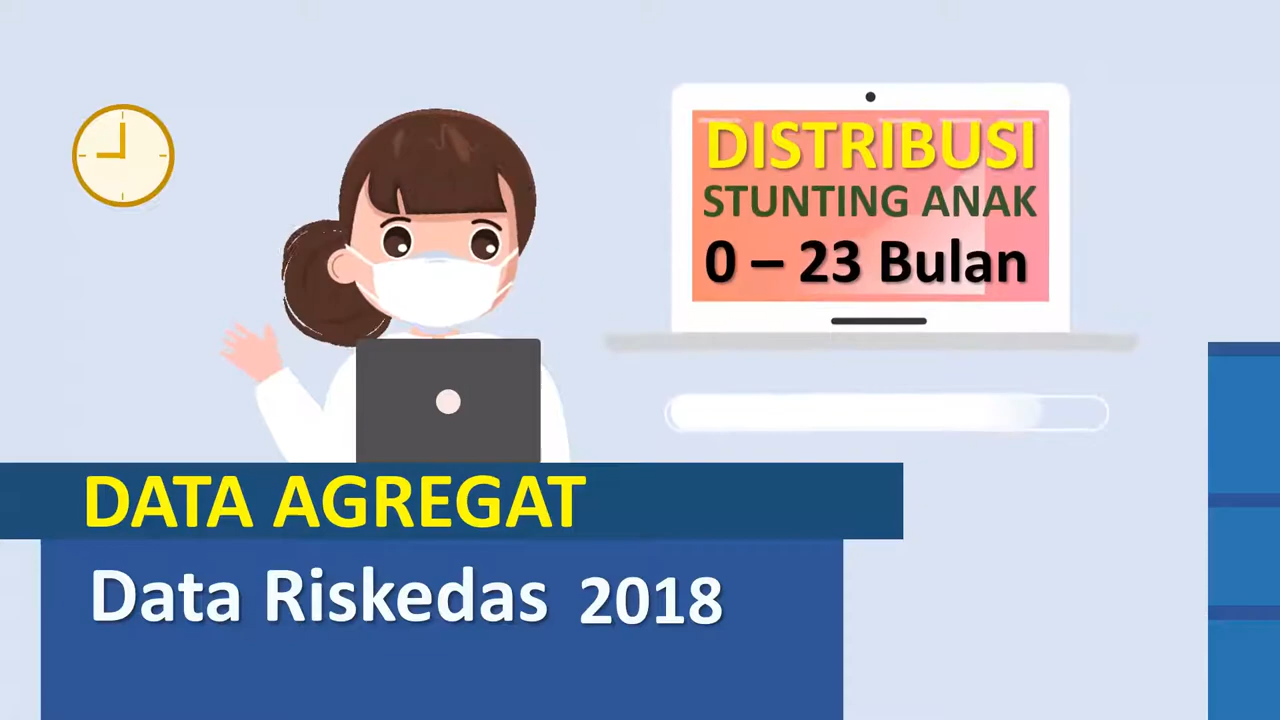 DISTRIBUSI
STUNTING ANAK
0 – 23 Bulan
DATA AGREGAT
Data Riskedas 2018